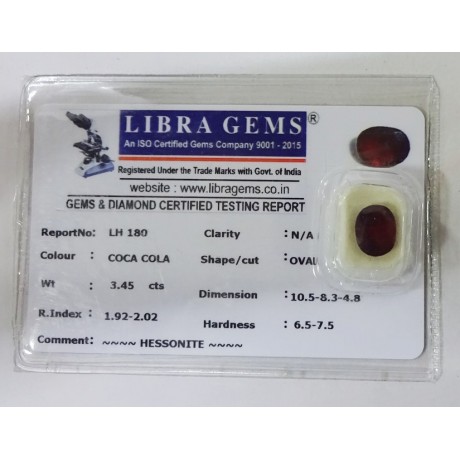 LIBRA GEMS®
An ISO Certified Gems Company 9001 - 2015
Registered Under the Trade Marks with Govt. of India
website : www.libragems.co.in
GEMS & DIAMOND CERTIFIED TESTING REPORT
ReportNo: LH 180 Clarity : N/A
Colour : COCA COLA Shape/cut : OVAL
Wt : 3.45 cts Dimension : 10.5-8.3-4.8
R.Index : 1.92-2.02 Hardness : 6.5-7.5
Comment: ~~~~ HESSONITE ~~~~